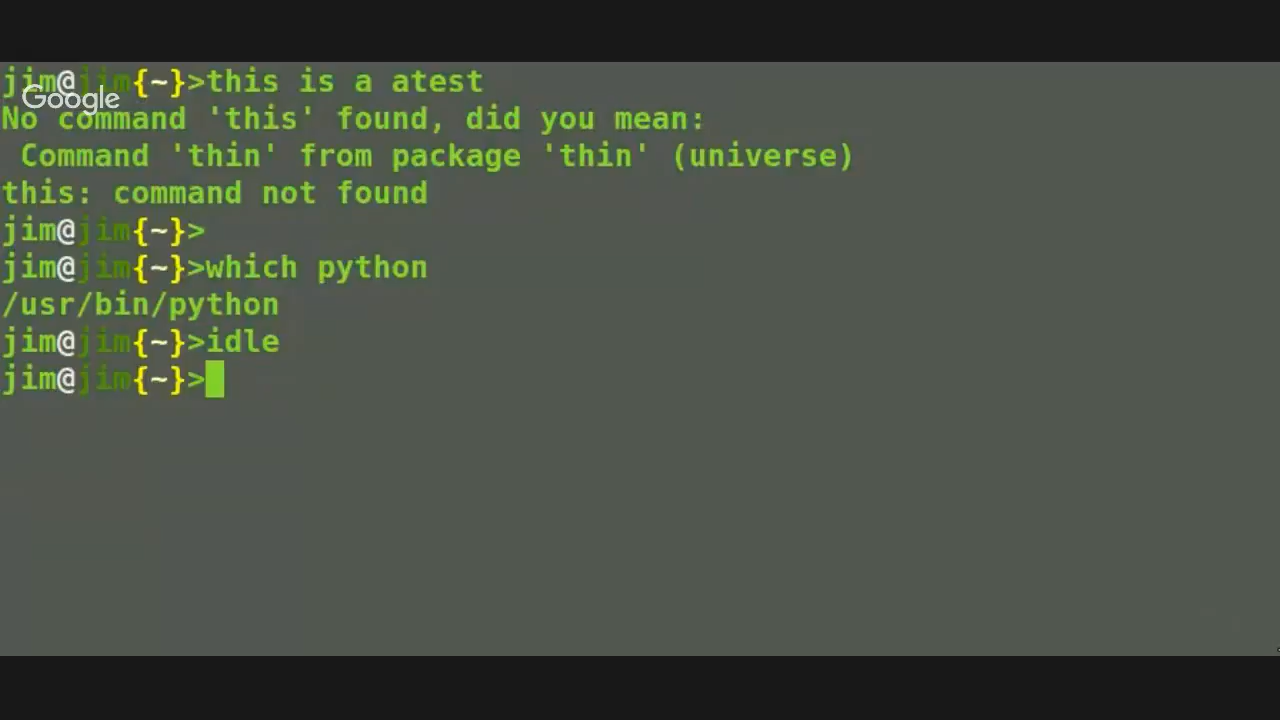 jim@jim{~}>this is a atest
Google
No command 'this' found, did you mean:
 Command 'thin' from package 'thin' (universe)
this: command not found
jim@jim{~}>
jim@jim{~}>which python
/usr/bin/python
jim@jim{~}>idle
jim@jim{~}>